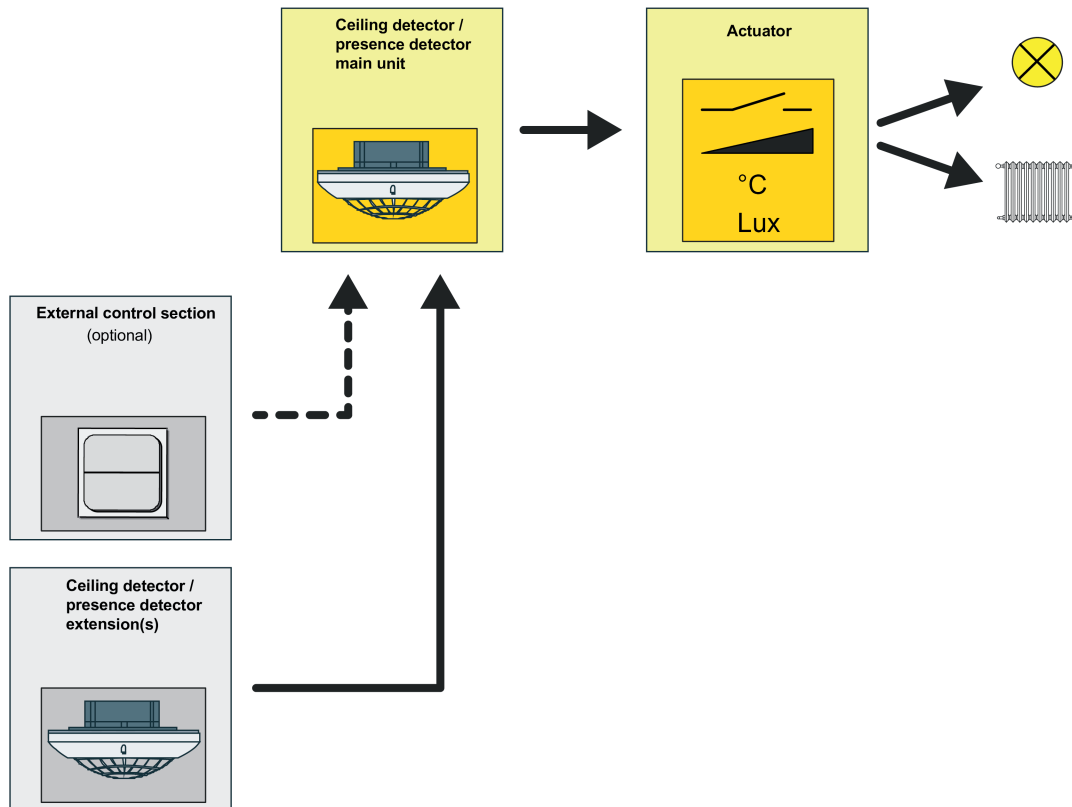 Ceiling detector /
presence detector
main unit
Actuator
°C
Lux
External control section
(optional)
Ceiling detector /
presence detector
extension(s)